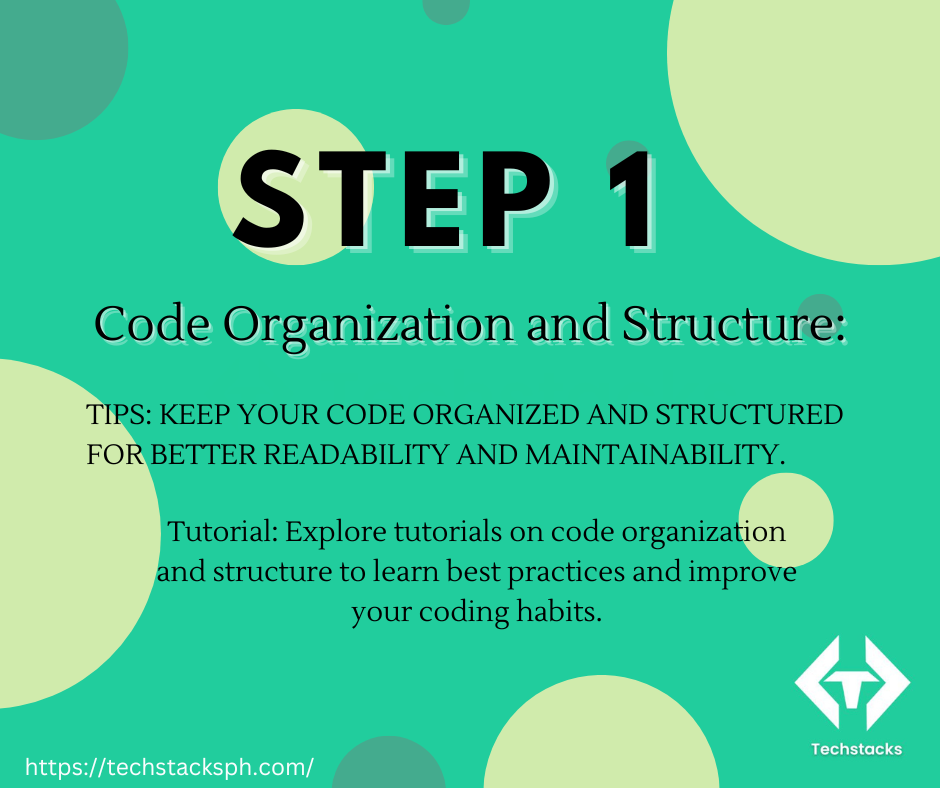 STEP 1
Code Organization and Structure:
TIPS: KEEP YOUR CODE ORGANIZED AND STRUCTURED
FOR BETTER READABILITY AND MAINTAINABILITY.
Tutorial: Explore tutorials on code organization
and structure to learn best practices and improve
your coding habits.
Techstacks
https://techstacksph.com/